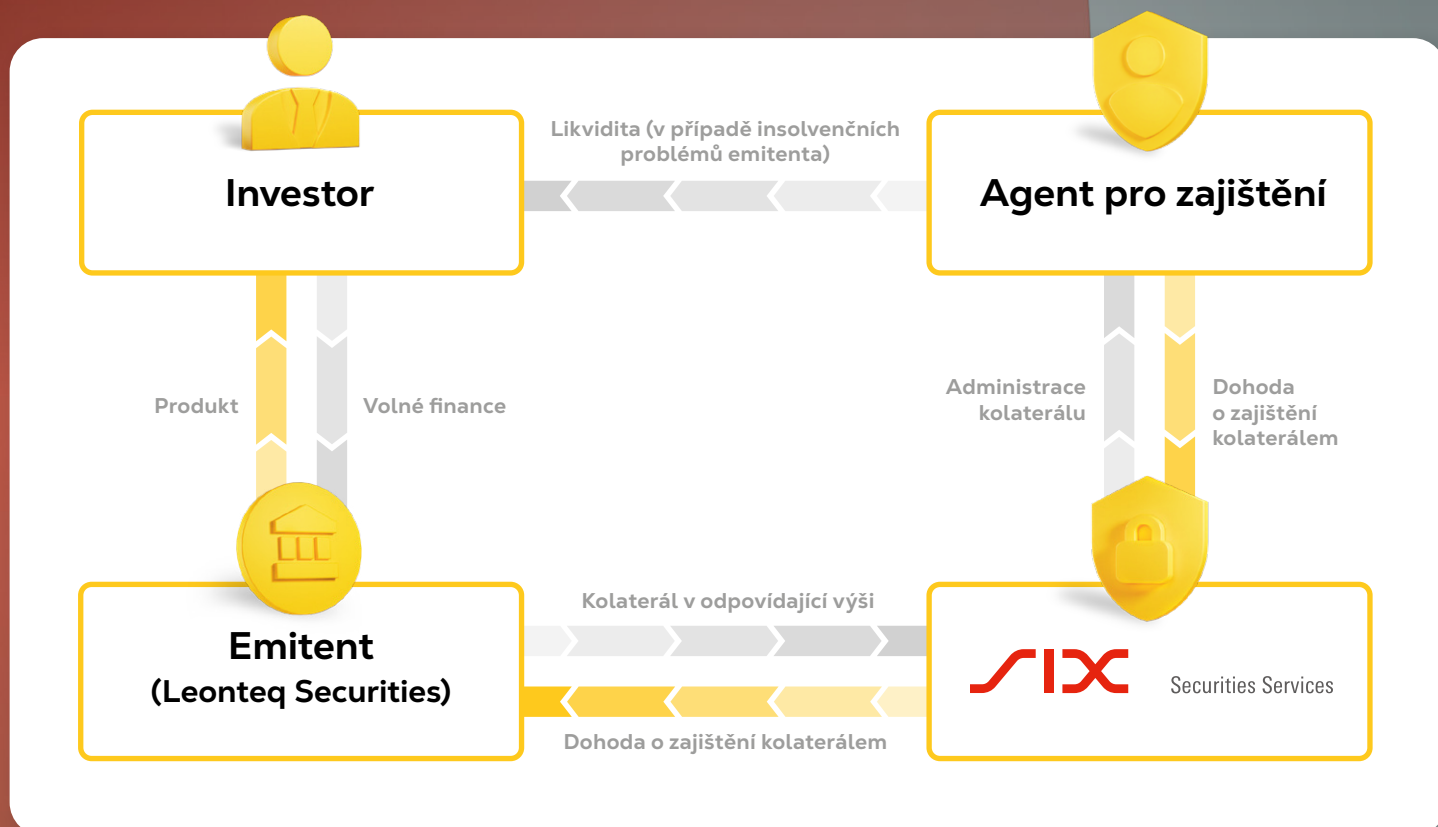 Likvidita (v případě insolvenčních
problémů emitenta)
Investor
Agent pro zajištění
Produkt
Volné finance
Administrace
kolaterálu
Dohoda
o zajištění
kolaterálem
Kolaterál v odpovídající výši
Emitent
(Leonteq Securities)
SIX Securities Services
Dohoda o zajištění kolaterálem